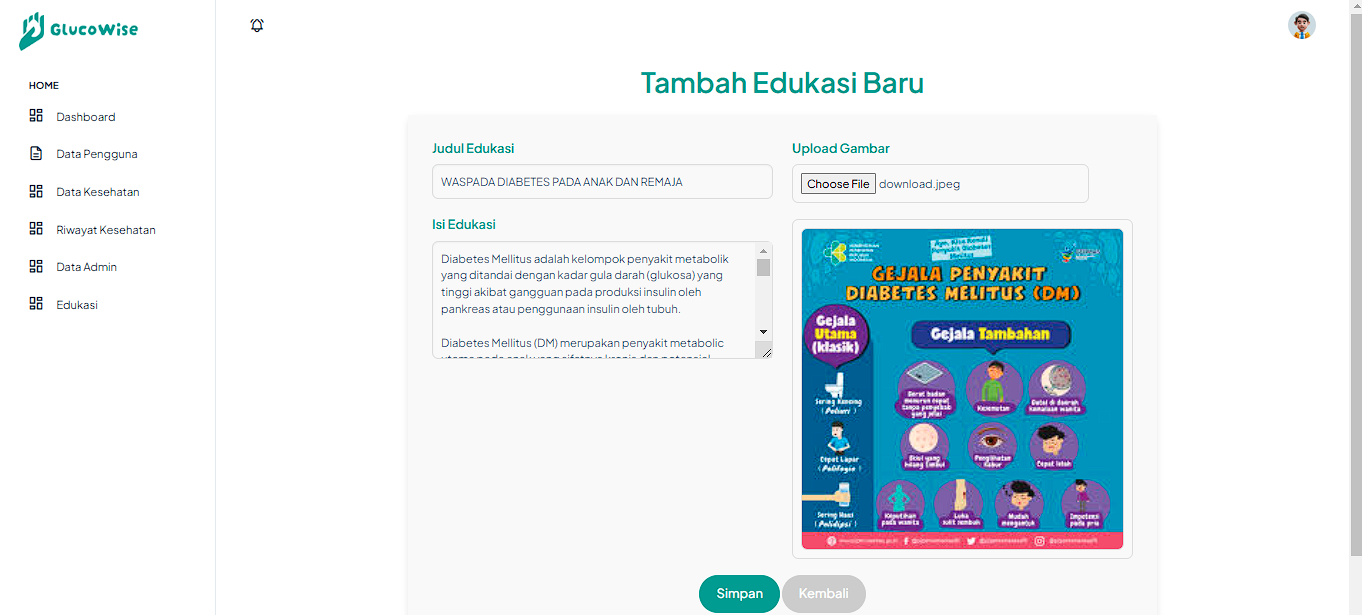 GlucoWise
HOME
Dashboard
Data Pengguna
Data Kesehatan
Riwayat Kesehatan
Data Admin
Edukasi
Tambah Edukasi Baru
Judul Edukasi
WASPADA DIABETES PADA ANAK DAN REMAJA
Isi Edukasi
Diabetes Mellitus adalah kelompok penyakit metabolik
yang ditandai dengan kadar gula darah (glukosa) yang
tinggi akibat gangguan pada produksi insulin oleh
pankreas atau penggunaan insulin oleh tubuh.
Diabetes Mellitus (DM) merupakan penyakit metabolic
Upload Gambar
Choose File download.jpeg
GEJALA PENYAKIT
DIABETES MELITUS (DM)
Gejala
Utama
(klasik)
Gejala Tambahan
Sering Kencing
(Poliuri)
Cepat Lapar
(Polifagia)
Sering Haus
(Polidipsi)
Berat badan
menurun cepat
tanpa penyebab
yang jelas
Kesemutan
Gatal di daerah
kemaluan wanita
Bisul yang
hilang timbul
Penglihatan
Kabur
Cepat lelah
Keputihan
pada wanita
Luka
sulit sembuh
Mudah
mengantuk
Impotensi
pada pria
Simpan
Kembali